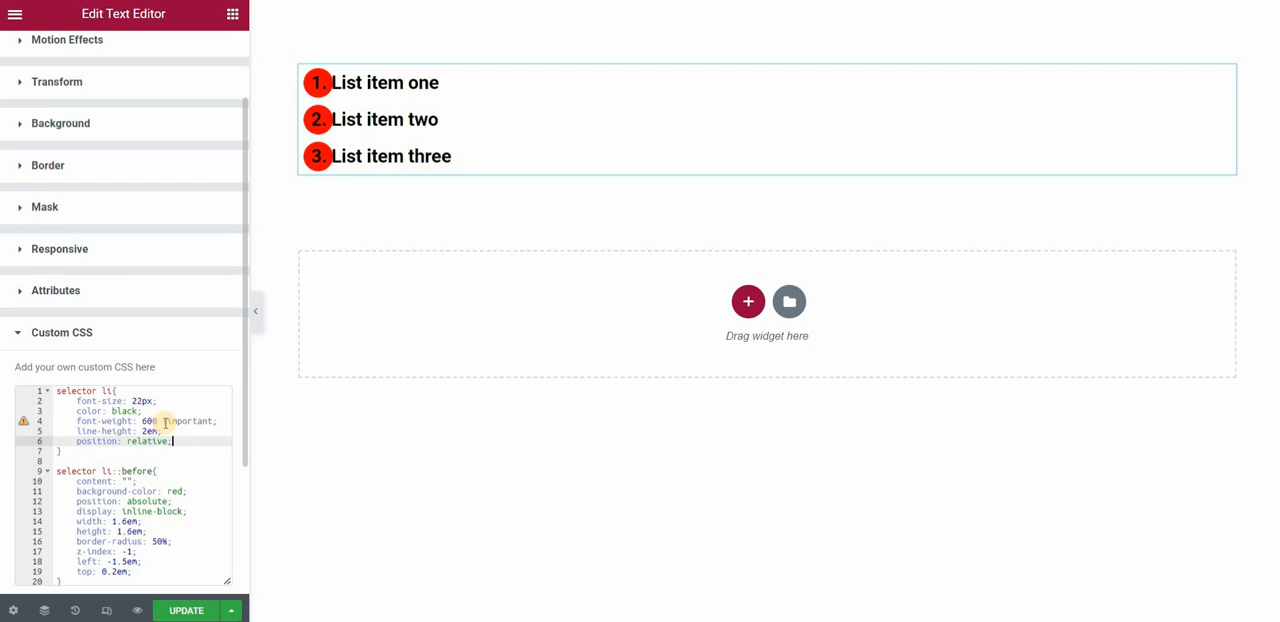 Edit Text Editor
Motion Effects
Transform
Background
Border
Mask
Responsive
Attributes
Custom CSS
Add your own custom CSS here
1 selector li{
2 font-size: 22px;
3 color: black;
4 font-weight: 600 !important;
5 line-height: 2em;
6 position: relative;
7 }
8
9 selector li::before{
10 content: "";
11 background-color: red;
12 position: absolute;
13 display: inline-block;
14 width: 1.6em;
15 height: 1.6em;
16 border-radius: 50%;
17 z-index: -1;
18 left: -1.5em;
19 top: 0.2em;
20 }
UPDATE
1. List item one
2. List item two
3. List item three
Drag widget here